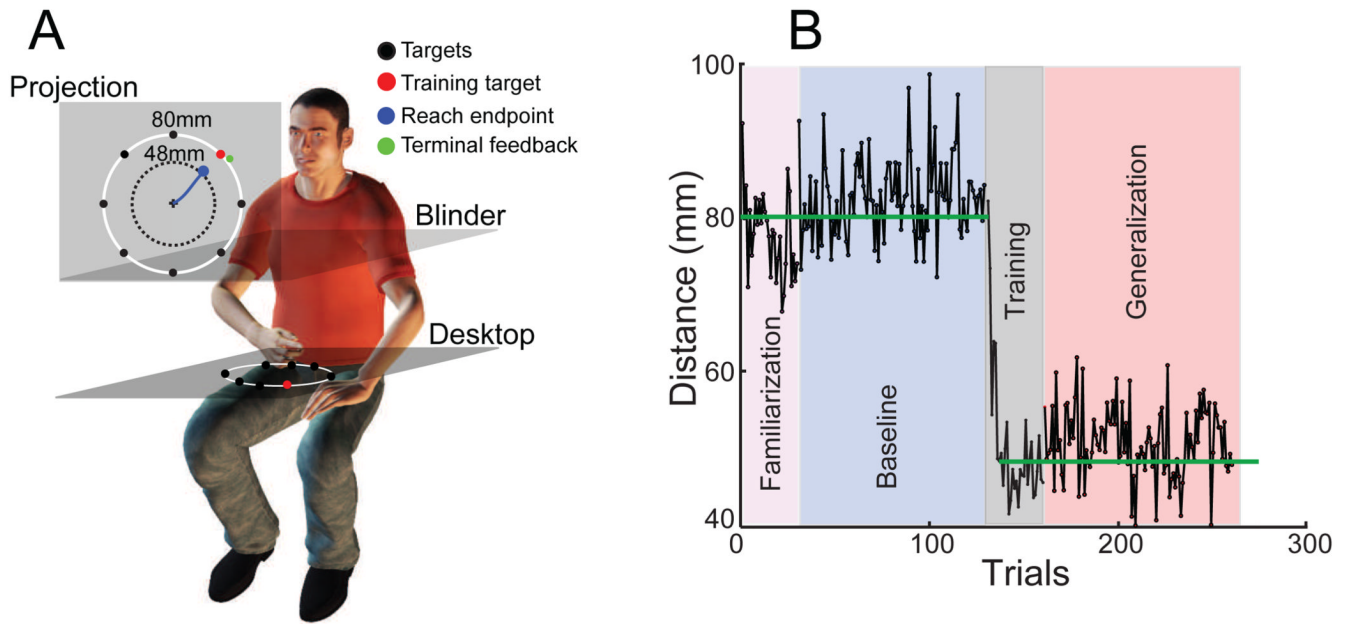 A
Targets
Training target
Reach endpoint
Terminal feedback
Projection
80mm
48mm
Blinder
Desktop
B
Distance (mm)
100
80
60
40
Familiarization
Baseline
Training
Generalization
0
100
200
300
Trials